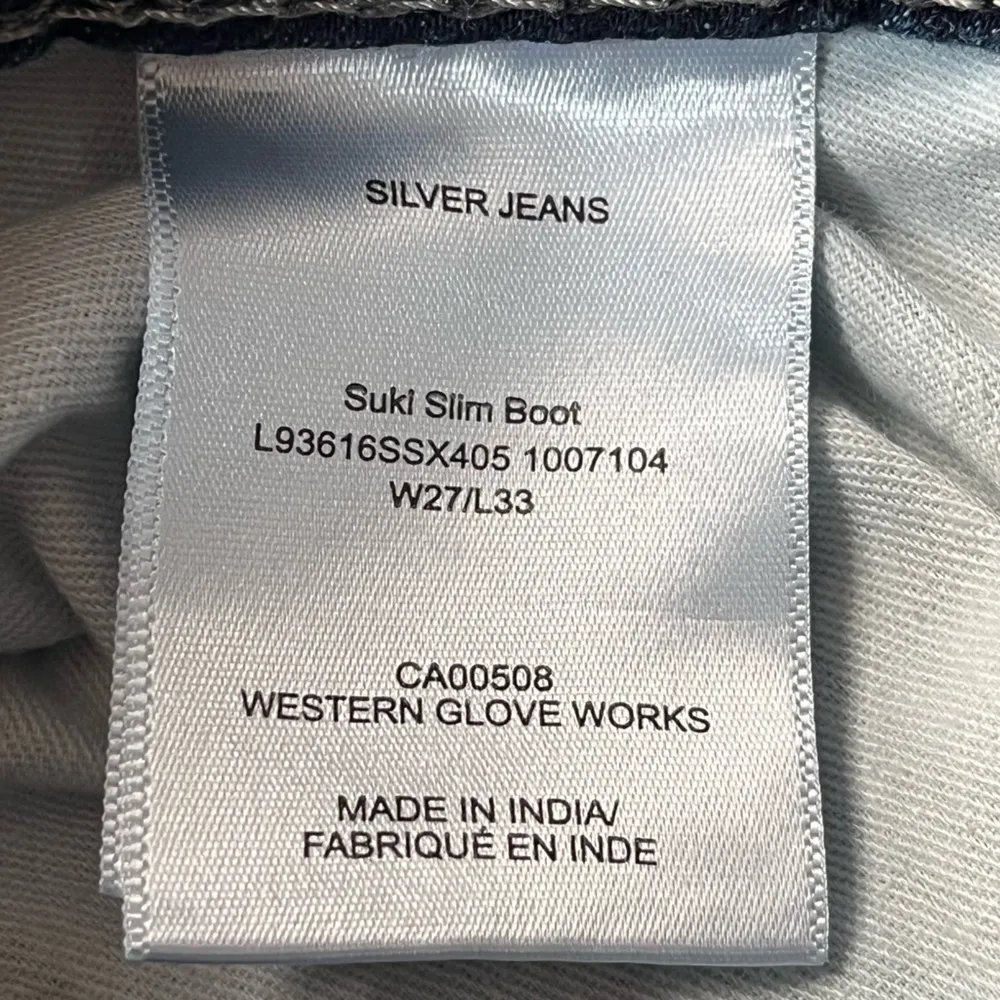 SILVER JEANS
Suki Slim Boot
L93616SSX405 1007104
W27/L33
CA00508
WESTERN GLOVE WORKS
MADE IN INDIA/
FABRIQUÉ EN INDE